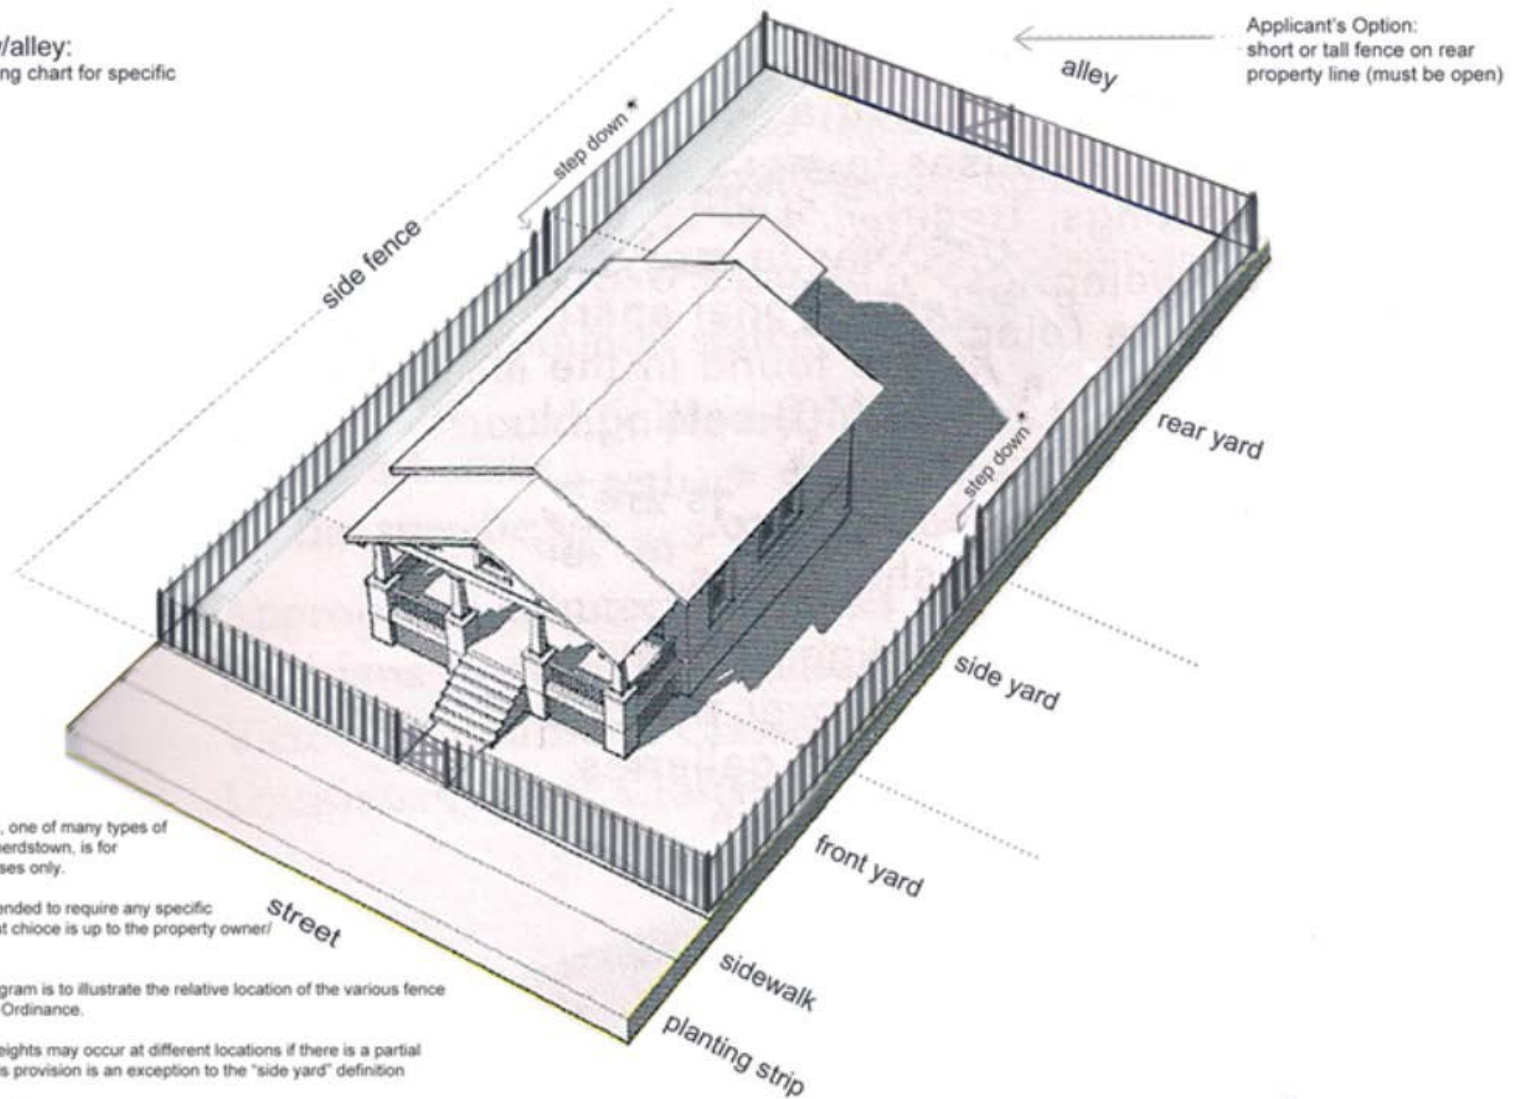 /alley:
ng chart for specific
Applicant's Option:
short or tall fence on rear
property line (must be open)
alley
step down *
side fence
rear yard
step down *
side yard
front yard
, one of many types of
erdstown, is for
ses only.
ended to require any specific
t chioce is up to the property owner/
street
gram is to illustrate the relative location of the various fence
Ordinance.
sidewalk
planting strip
eights may occur at different locations if there is a partial
s provision is an exception to the "side yard" definition